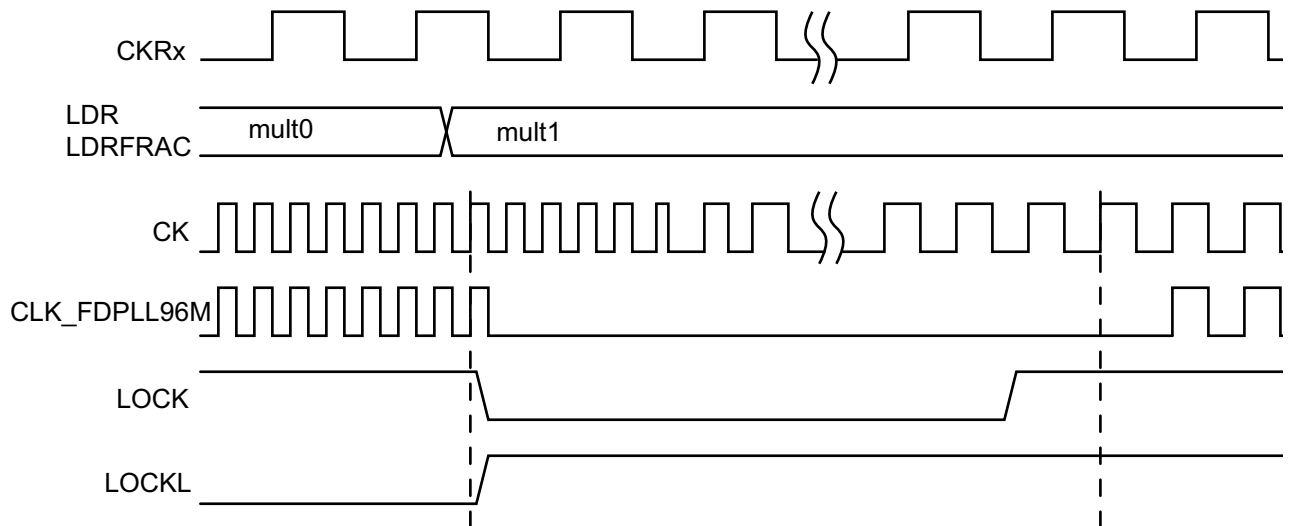 CKRx
LDR
LDRFRAC
mult0
mult1
CK
CLK_FDPLL96M
LOCK
LOCKL